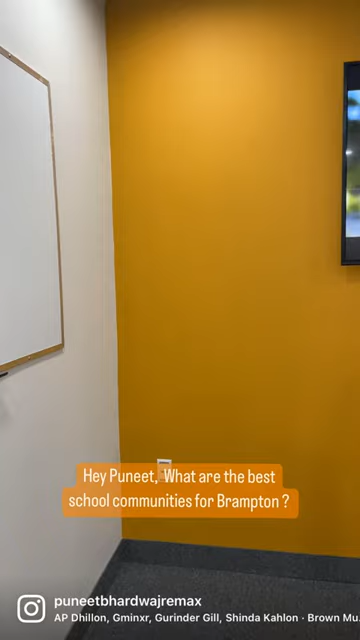 Hey Puneet, What are the best
school communities for Brampton ?
puneetbhardwajremax
AP Dhillon, Gminxr, Gurinder Gill, Shinda Kahlon · Brown Mu